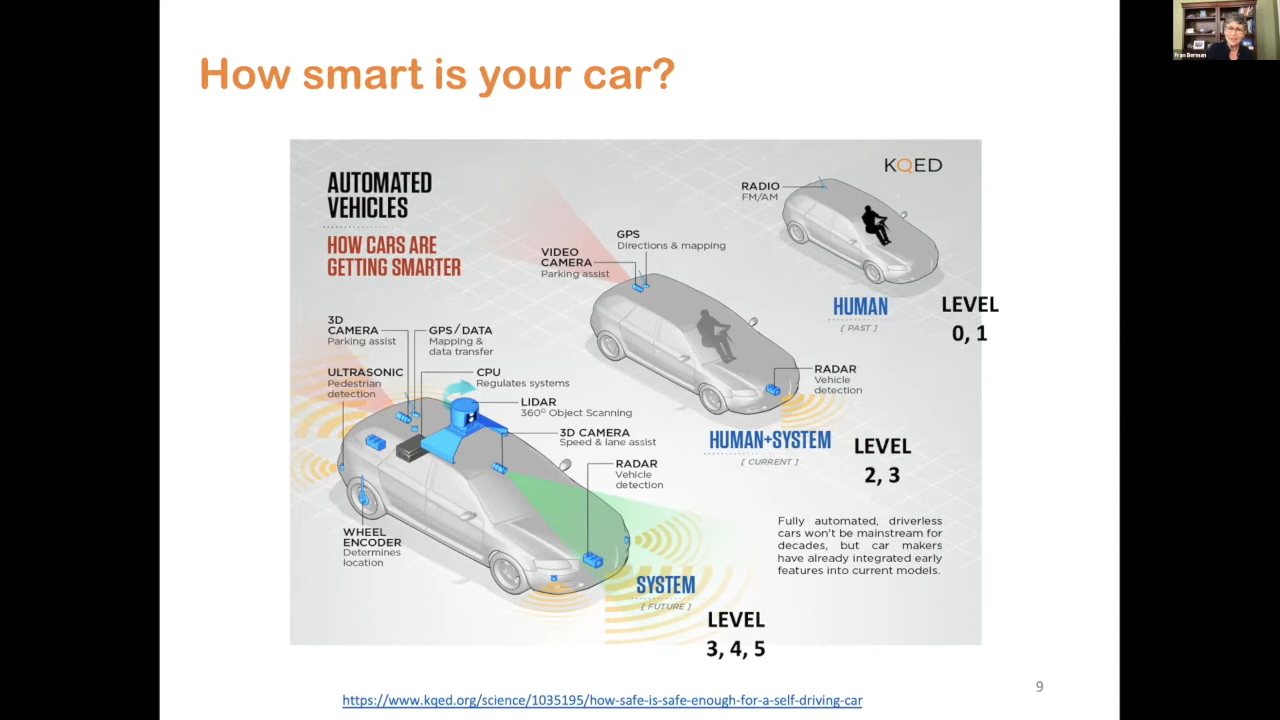 How smart is your car?
Fran Berman
KQED
AUTOMATED
VEHICLES
HOW CARS ARE
GETTING SMARTER
RADIO
FM/AM
HUMAN
[ PAST ]
LEVEL
0, 1
GPS
Directions & mapping
VIDEO
CAMERA
Parking assist
RADAR
Vehicle
detection
HUMAN+SYSTEM
[ CURRENT ]
LEVEL
2, 3
3D
CAMERA
Parking assist
GPS/DATA
Mapping &
data transfer
ULTRASONIC
Pedestrian
detection
CPU
Regulates systems
LIDAR
360° Object Scanning
3D CAMERA
Speed & lane assist
RADAR
Vehicle
detection
WHEEL
ENCODER
Determines
location
SYSTEM
[ FUTURE ]
LEVEL
3, 4, 5
Fully automated, driverless
cars won't be mainstream for
decades, but car makers
have already integrated early
features into current models.
9
https://www.kqed.org/science/1035195/how-safe-is-safe-enough-for-a-self-driving-car